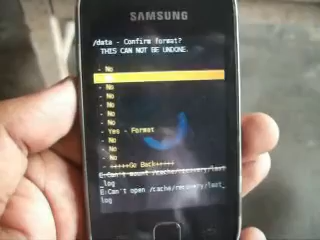 SAMSUNG
/data - Confirm format?
THIS CAN NOT BE UNDONE.
- No
- No
- No
- No
- No
- No
- Yes - Format
- No
- No
- No
- +++++Go Back+++++
E:Can't mount /cache/recovery/last_
log
E:Can't open /cache/recovery/last_
log